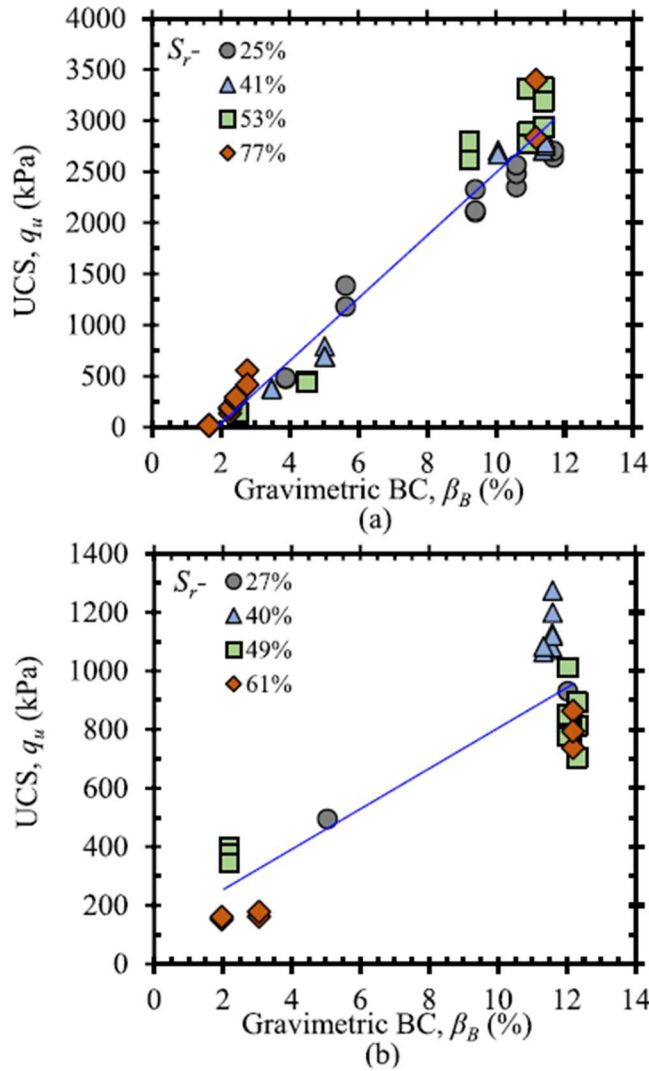 4000
3500
3000
2500
2000
1500
1000
500
0
UCS, qu (kPa)
Sr-
25%
41%
53%
77%
0 2 4 6 8 10 12 14
Gravimetric BC, βB (%)
(a)
1400
1200
1000
800
600
400
200
0
UCS, qu (kPa)
Sr-
27%
40%
49%
61%
0 2 4 6 8 10 12 14
Gravimetric BC, βB (%)
(b)